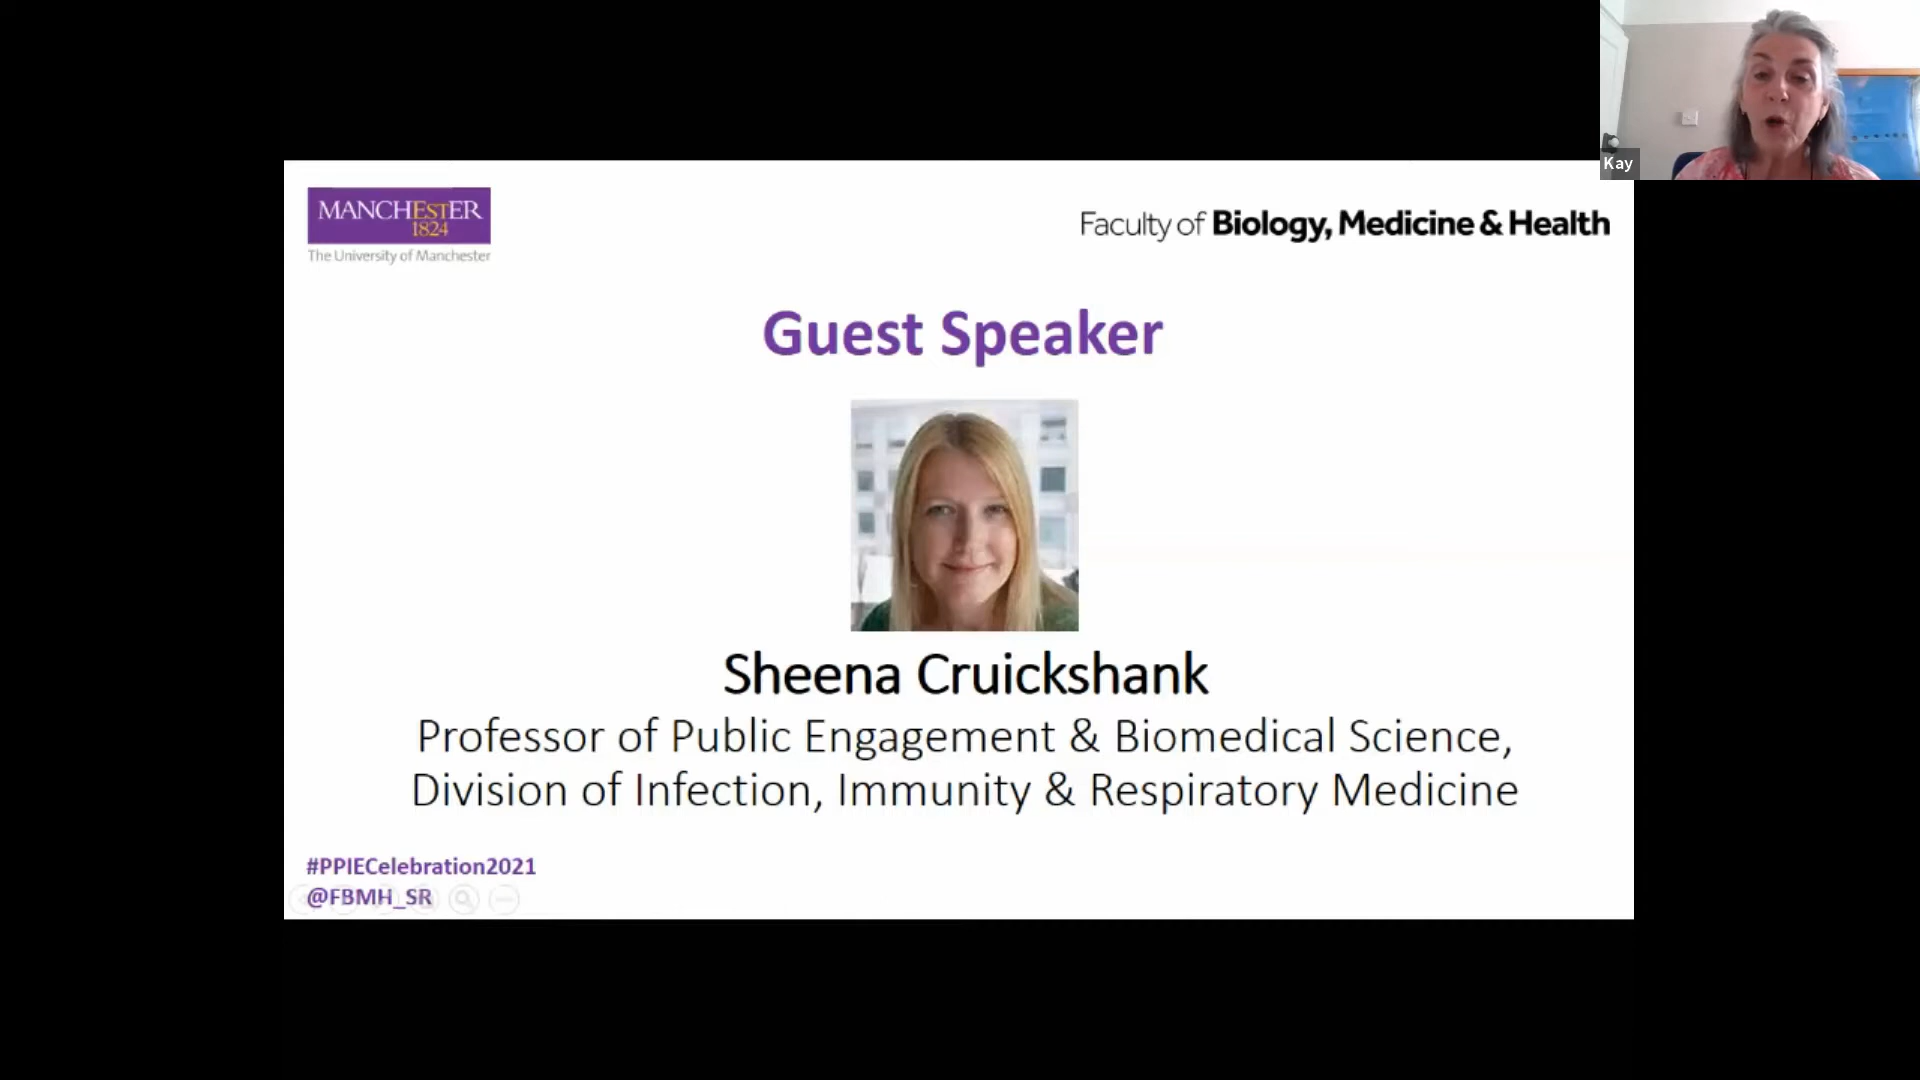 Kay
MANCHESTER
1824
The University of Manchester
Faculty of Biology, Medicine & Health
Guest Speaker
Sheena Cruickshank
Professor of Public Engagement & Biomedical Science,
Division of Infection, Immunity & Respiratory Medicine
#PPIECelebration2021
@FBMH_SR